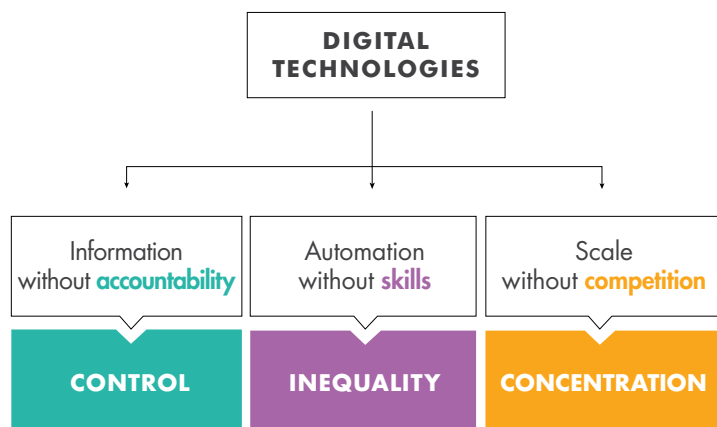 DIGITAL
TECHNOLOGIES
Information
without accountability
CONTROL
Automation
without skills
INEQUALITY
Scale
without competition
CONCENTRATION